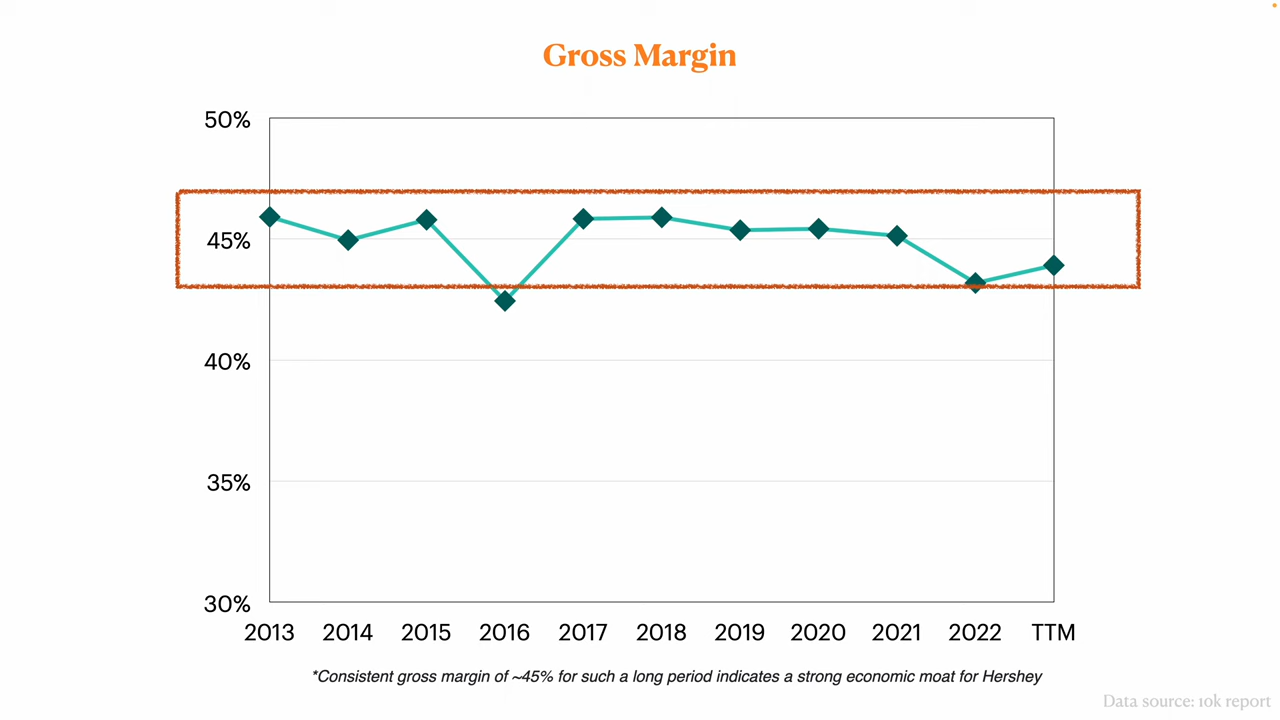 Gross Margin
50%
45%
40%
35%
30%
2013 2014 2015 2016 2017 2018 2019 2020 2021 2022 TTM
*Consistent gross margin of ~45% for such a long period indicates a strong economic moat for Hershey
Data source: 10k report